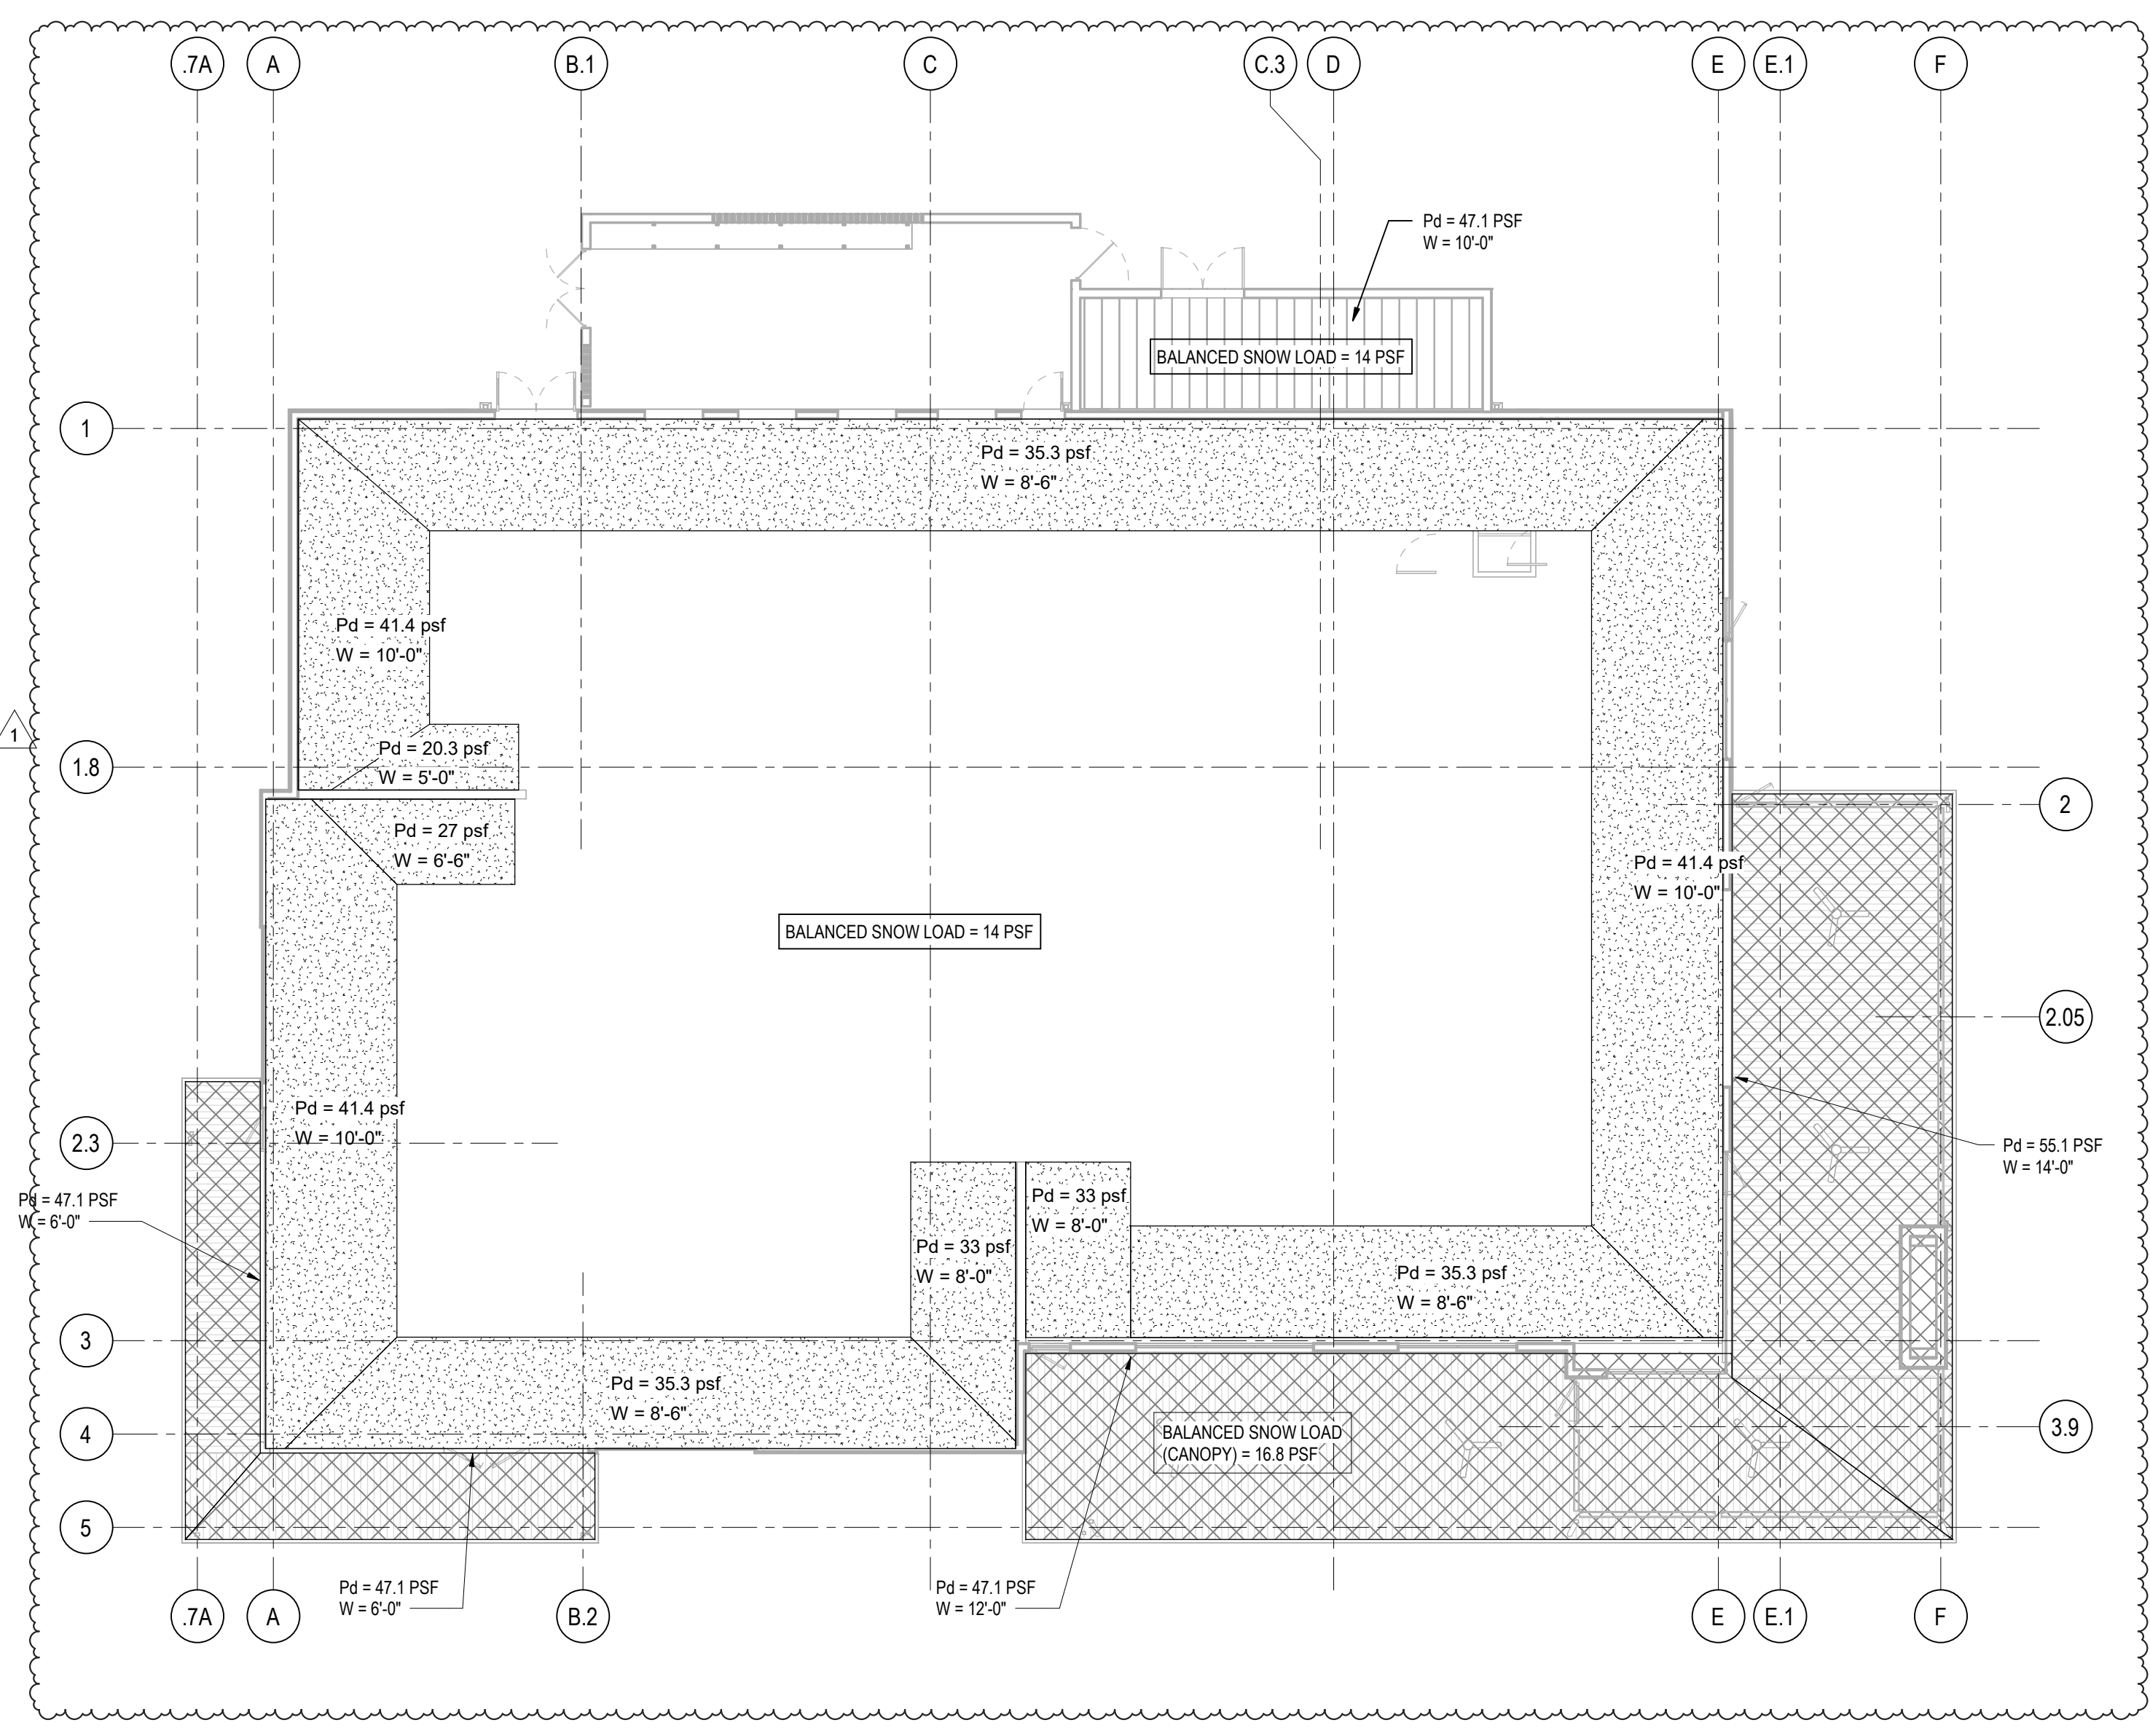 .7A
A
B.1
C
C.3
D
E
E.1
F
Pd = 47.1 PSF
W = 10'-0"
BALANCED SNOW LOAD = 14 PSF
1
Pd = 35.3 psf
W = 8'-6"
Pd = 41.4 psf
W = 10'-0"
1
Pd = 20.3 psf
W = 5'-0"
1.8
2
Pd = 27 psf
W = 6'-6"
Pd = 41.4 psf
W = 10'-0"
BALANCED SNOW LOAD = 14 PSF
2.05
Pd = 41.4 psf
W = 10'-0"
2.3
Pd = 55.1 PSF
W = 14'-0"
Pd = 47.1 PSF
W = 6'-0"
Pd = 33 psf
W = 8'-0"
Pd = 33 psf
W = 8'-0"
Pd = 35.3 psf
W = 8'-6"
3
Pd = 35.3 psf
W = 8'-6"
4
BALANCED SNOW LOAD
(CANOPY) = 16.8 PSF
3.9
5
Pd = 47.1 PSF
W = 6'-0"
Pd = 47.1 PSF
W = 12'-0"
.7A
A
B.2
E
E.1
F